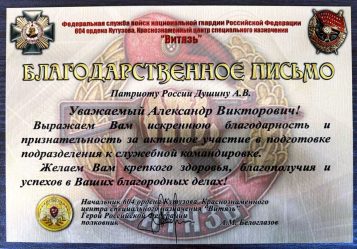 Федеральная служба войск национальной гвардии Российской Федерации
604 ордена Кутузова, Краснознаменный центр специального назначения
"Витязь"
БЛАГОДАРСТВЕННОЕ ПИСЬМО
Патриоту России Душину А.В.
Уважаемый Александр Викторович!
Выражаем Вам искреннюю благодарность и
признательность за активное участие в подготовке
подразделения к служебной командировке.
Желаем Вам крепкого здоровья, благополучия и
успехов в Ваших благородных делах!
Начальник 604 ордена Кутузова, Краснознаменного
центра специального назначения "Витязь"
Герой Российской Федерации
полковник А.М. Белоглазов
ВИТЯЗЬ